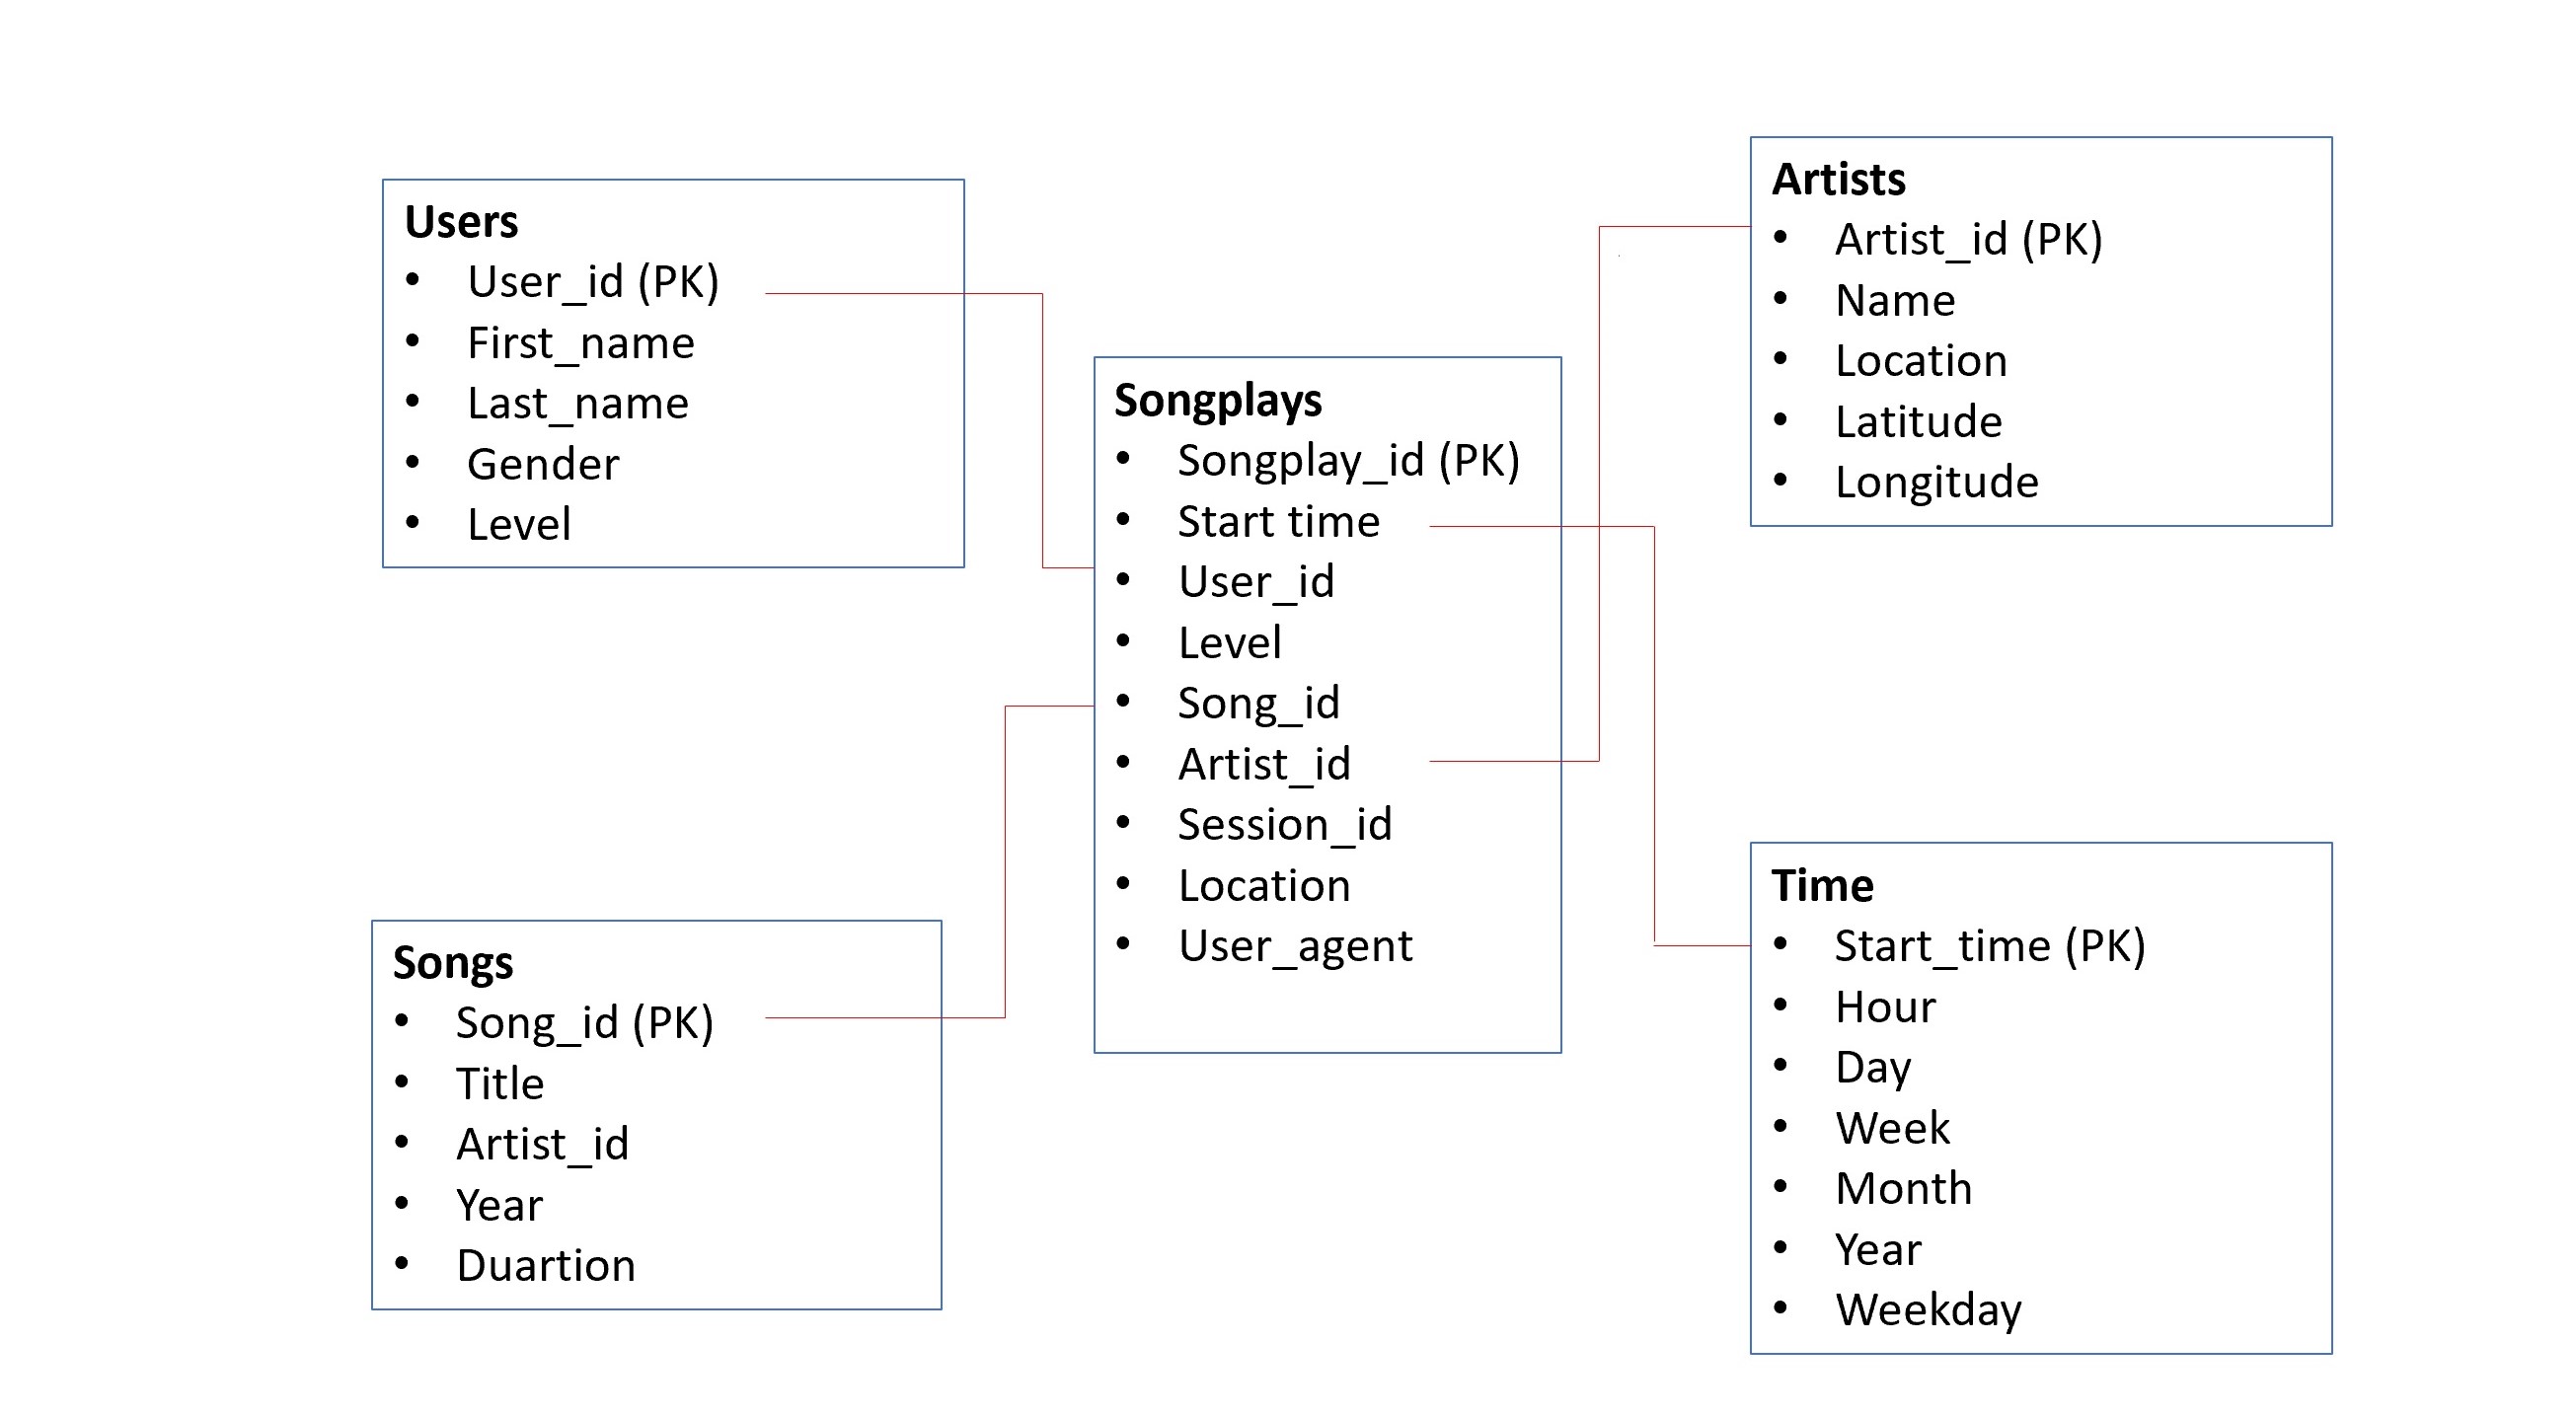 Users
• User_id (PK)
• First_name
• Last_name
• Gender
• Level
Songs
• Song_id (PK)
• Title
• Artist_id
• Year
• Duartion
Songplays
• Songplay_id (PK)
• Start time
• User_id
• Level
• Song_id
• Artist_id
• Session_id
• Location
• User_agent
Artists
• Artist_id (PK)
• Name
• Location
• Latitude
• Longitude
Time
• Start_time (PK)
• Hour
• Day
• Week
• Month
• Year
• Weekday